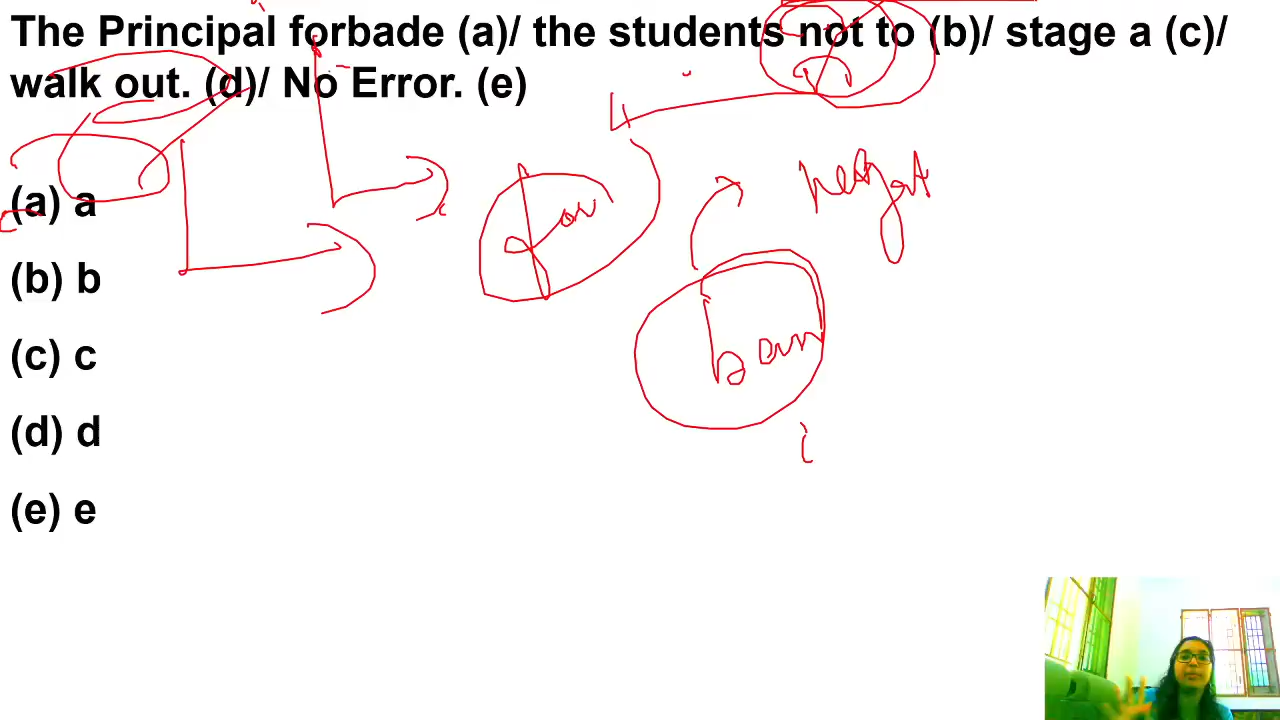 The Principal forbade (a)/ the students not to (b)/ stage a (c)/
walk out. (d)/ No Error. (e)
(a) a
(b) b
(c) c
(d) d
(e) e